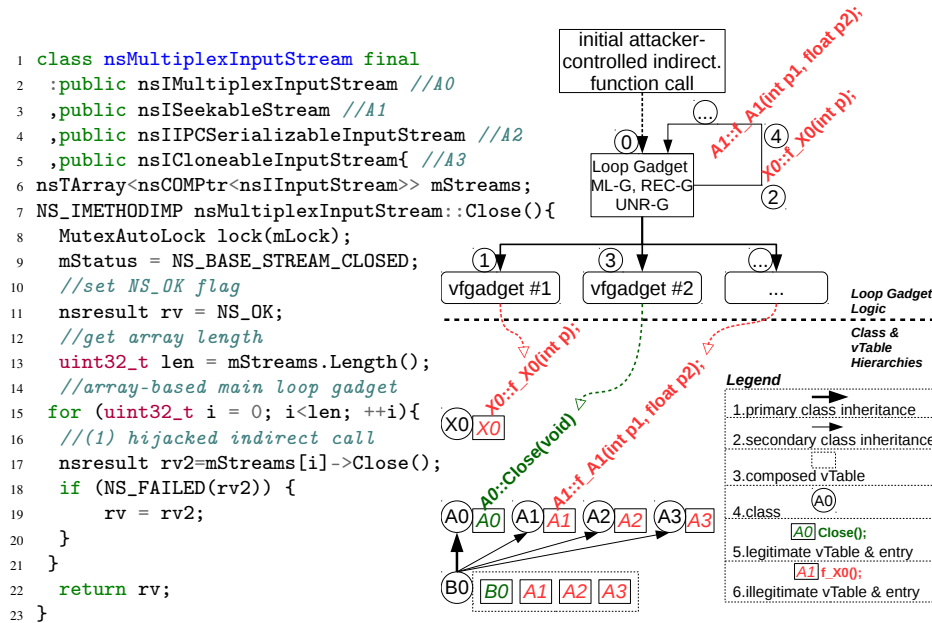 1 class nsMultiplexInputStream final
2 :public nsIMultiplexInputStream //A0
3 ,public nsISeekableStream //A1
4 ,public nsIIPCSerializableInputStream //A2
5 ,public nsICloneableInputStream{ //A3
6 nsTArray<nsCOMPtr<nsIInputStream>> mStreams;
7 NS_IMETHODIMP nsMultiplexInputStream::Close(){
8 MutexAutoLock lock(mLock);
9 mStatus = NS_BASE_STREAM_CLOSED;
10 //set NS_OK flag
11 nsresult rv = NS_OK;
12 //get array length
13 uint32_t len = mStreams.Length();
14 //array-based main loop gadget
15 for (uint32_t i = 0; i<len; ++i){
16 //(1) hijacked indirect call
17 nsresult rv2=mStreams[i]->Close();
18 if (NS_FAILED(rv2)) {
19 rv = rv2;
20 }
21 }
22 return rv;
23 }
initial attacker-
controlled indirect.
function call
...
0
4
2
A1::f_A1(int p1, float p2);
X0::f_X0(int p);
Loop Gadget
ML-G, REC-G
UNR-G
1
3
...
vfgadget #1
vfgadget #2
...
Loop Gadget
Logic
Class &
vTable
Hierarchies
X0::f_X0(int p);
A0::Close(void)
A1::f_A1(int p1, float p2);
X0 X0
A0 A0 A1 A1 A2 A2 A3 A3
B0 B0 A1 A2 A3
Legend
1.primary class inheritance
2.secondary class inheritance
3.composed vTable
A0
4.class
A0 Close();
5.legitimate vTable & entry
A1 f_X0();
6.illegitimate vTable & entry